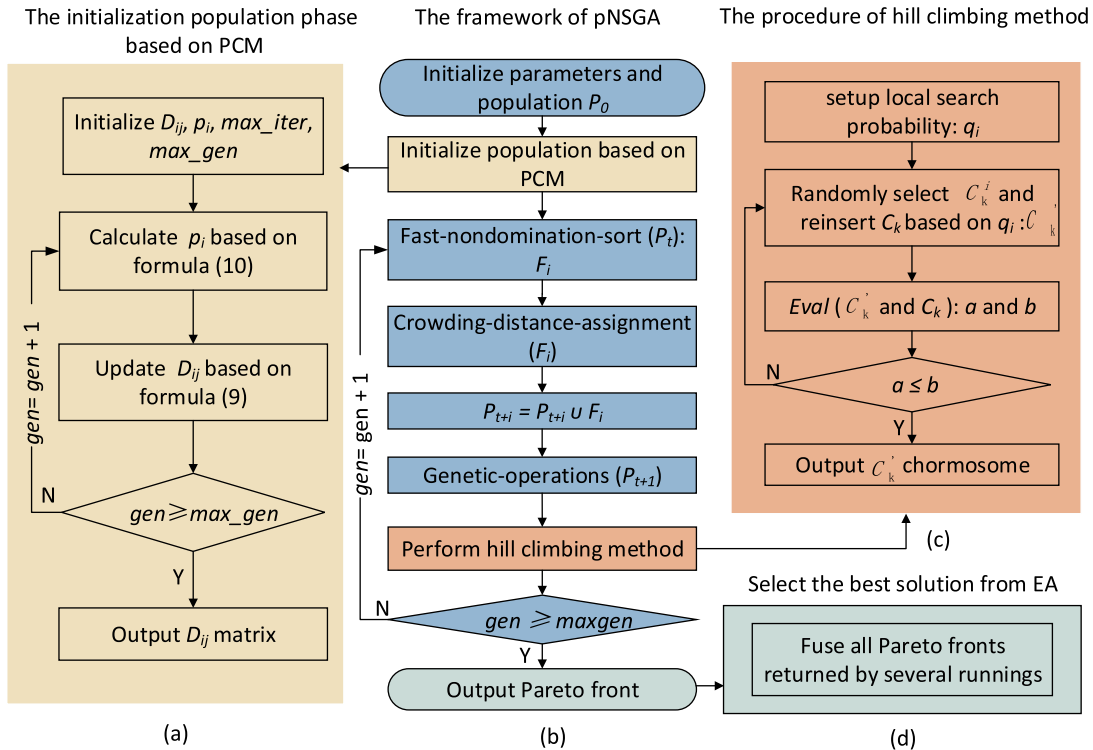 The initialization population phase
based on PCM
Initialize Dij, pi, max_iter,
max_gen
Calculate pi based on
formula (10)
Update Dij based on
formula (9)
gen= gen + 1
N
gen⩾max_gen
Y
Output Dij matrix
(a)
The framework of pNSGA
Initialize parameters and
population P0
Initialize population based on
PCM
Fast-nondomination-sort (Pt):
Fi
Crowding-distance-assignment
(Fi)
Pt+i = Pt+i ∪ Fi
Genetic-operations (Pt+1)
Perform hill climbing method
gen= gen + 1
N
gen ⩾ maxgen
Y
Output Pareto front
(b)
The procedure of hill climbing method
setup local search
probability: qi
Randomly select C_k^i and
reinsert Ck based on qi :C_k^'
Eval ( C_k^' and Ck ): a and b
N
a ≤ b
Y
Output C_k^' chormosome
(c)
Select the best solution from EA
Fuse all Pareto fronts
returned by several runnings
(d)